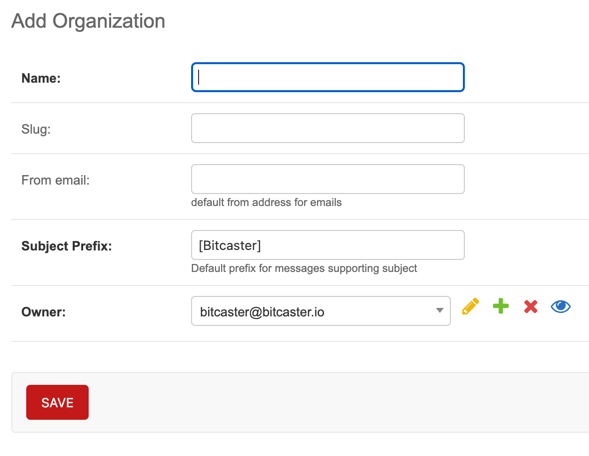 Add Organization
Name:
Slug:
From email:
default from address for emails
Subject Prefix: [Bitcaster]
Default prefix for messages supporting subject
Owner: bitcaster@bitcaster.io
SAVE